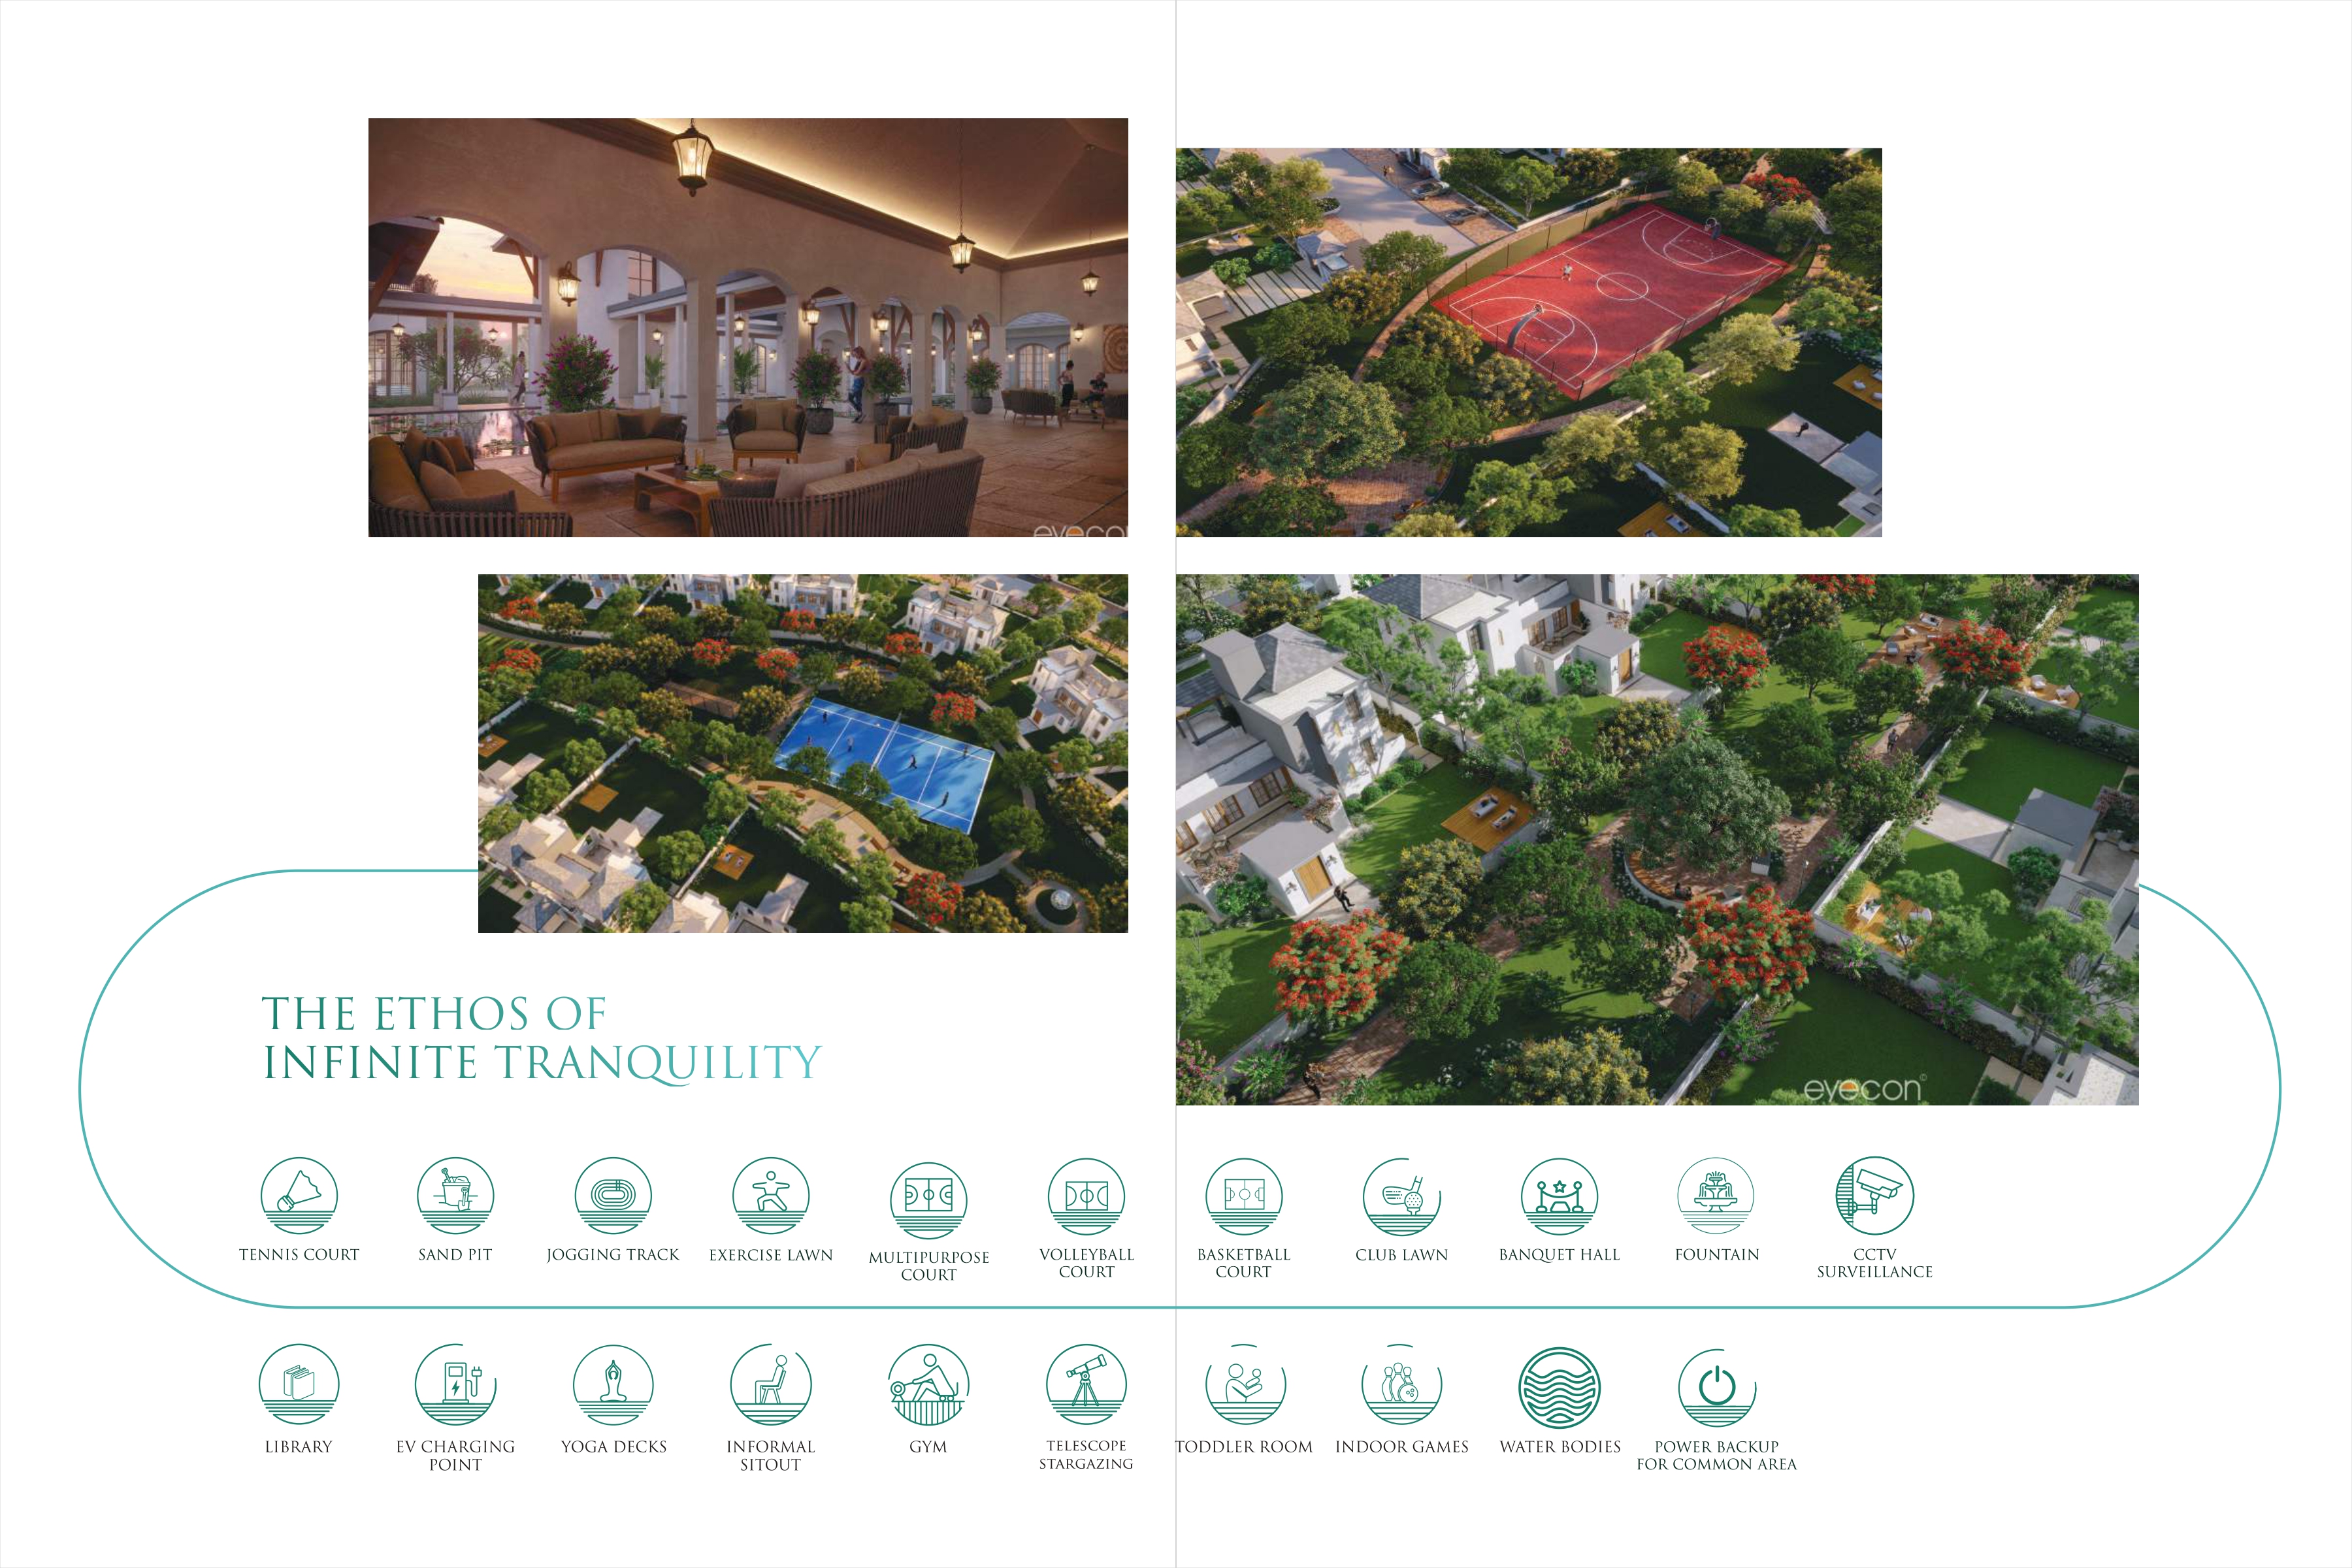 eyecon
THE ETHOS OF
INFINITE TRANQUILITY
eyecon©
TENNIS COURT
SAND PIT
JOGGING TRACK
EXERCISE LAWN
MULTIPURPOSE
COURT
VOLLEYBALL
COURT
BASKETBALL
COURT
CLUB LAWN
BANQUET HALL
FOUNTAIN
CCTV
SURVEILLANCE
LIBRARY
EV CHARGING
POINT
YOGA DECKS
INFORMAL
SITOUT
GYM
TELESCOPE
STARGAZING
TODDLER ROOM
INDOOR GAMES
WATER BODIES
POWER BACKUP
FOR COMMON AREA